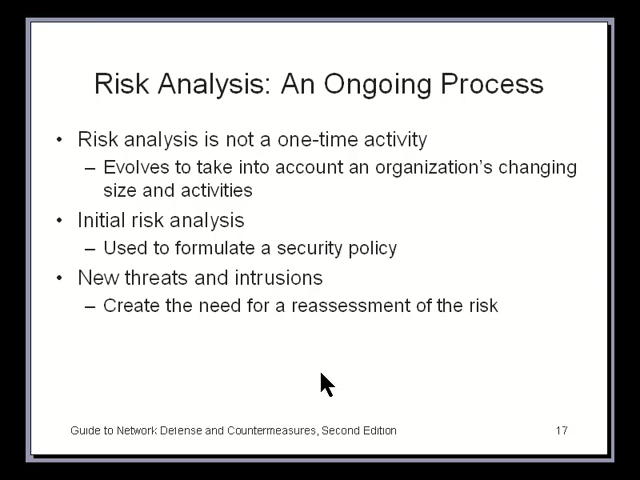 Risk Analysis: An Ongoing Process
• Risk analysis is not a one-time activity
– Evolves to take into account an organization's changing
size and activities
• Initial risk analysis
– Used to formulate a security policy
• New threats and intrusions
– Create the need for a reassessment of the risk
Guide to Network Defense and Countermeasures, Second Edition 17